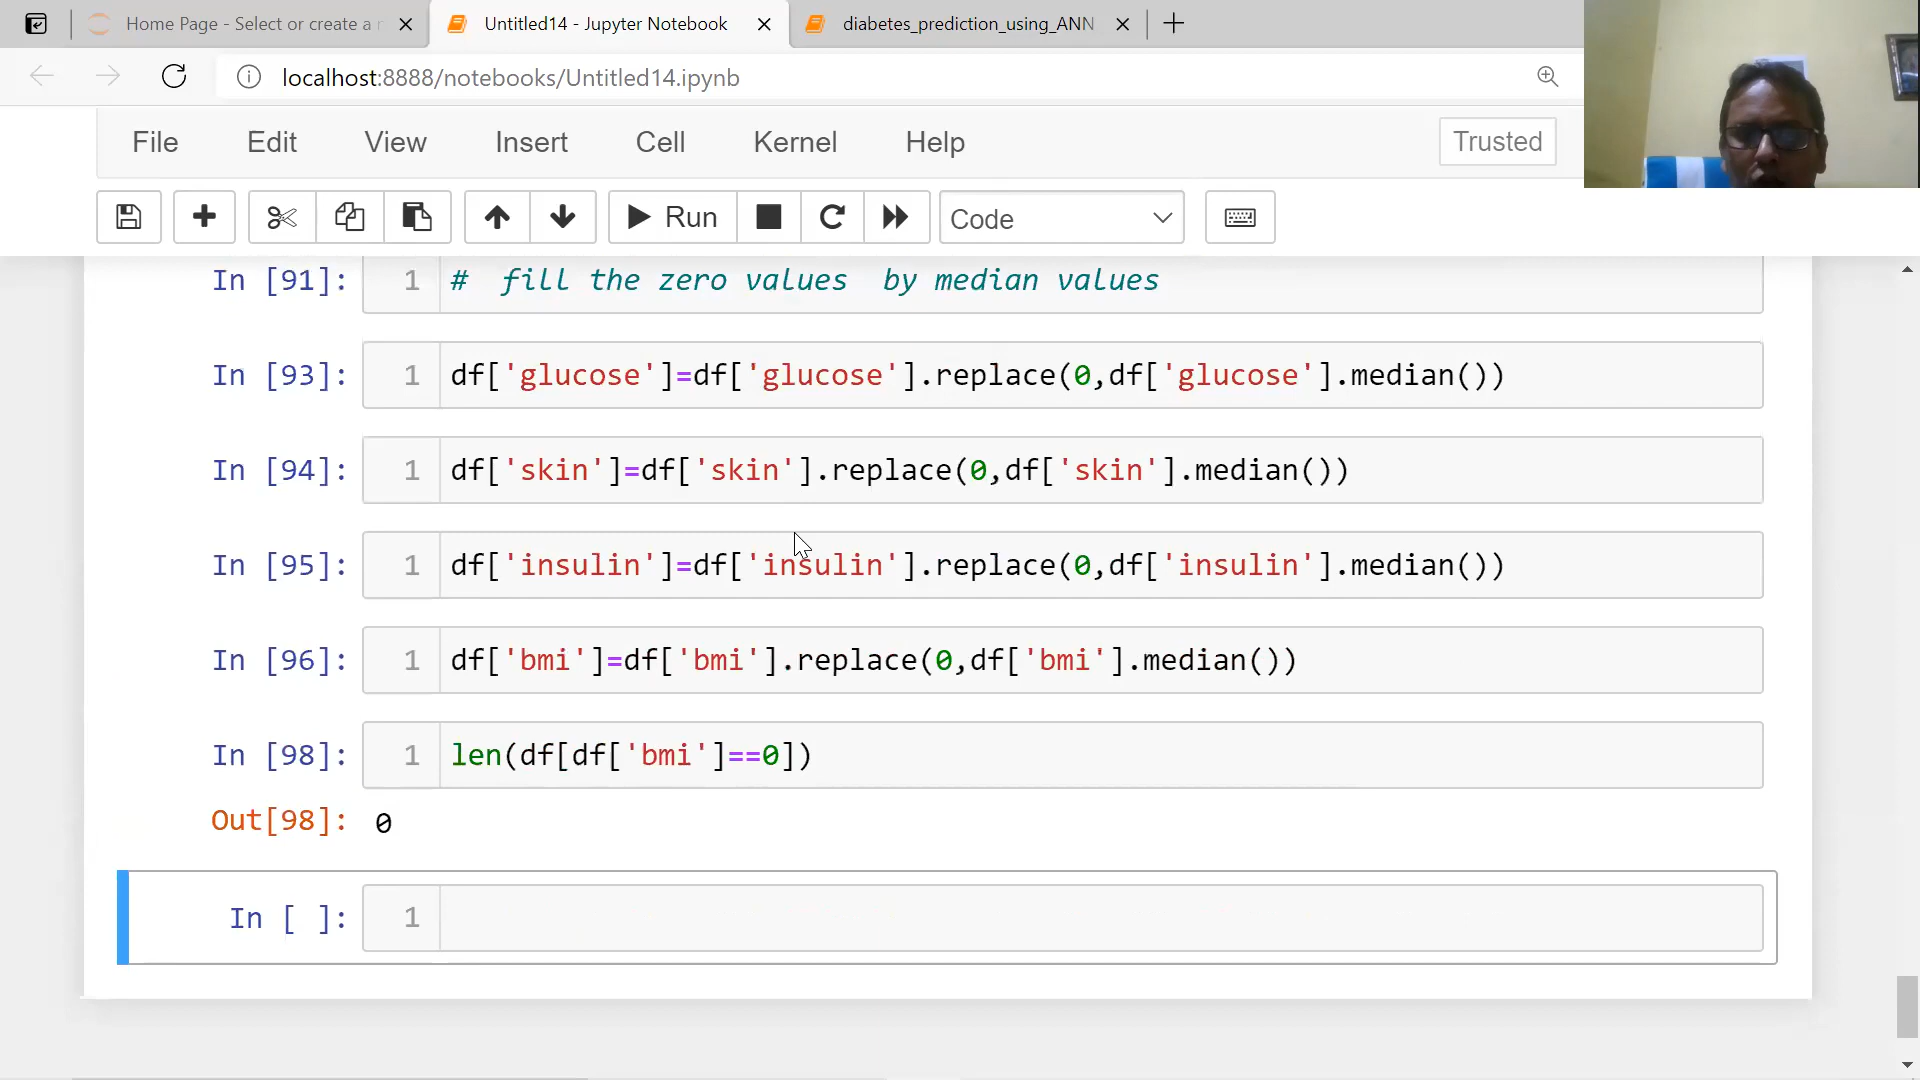 Home Page - Select or create a n
Untitled14 - Jupyter Notebook
diabetes_prediction_using_ANN
localhost:8888/notebooks/Untitled14.ipynb
File Edit View Insert Cell Kernel Help
Trusted
Run
Code
In [91]: 1 #  fill the zero values  by median values
In [93]: 1 df['glucose']=df['glucose'].replace(0,df['glucose'].median())
In [94]: 1 df['skin']=df['skin'].replace(0,df['skin'].median())
In [95]: 1 df['insulin']=df['insulin'].replace(0,df['insulin'].median())
In [96]: 1 df['bmi']=df['bmi'].replace(0,df['bmi'].median())
In [98]: 1 len(df[df['bmi']==0])
Out[98]: 0
In [ ]: 1